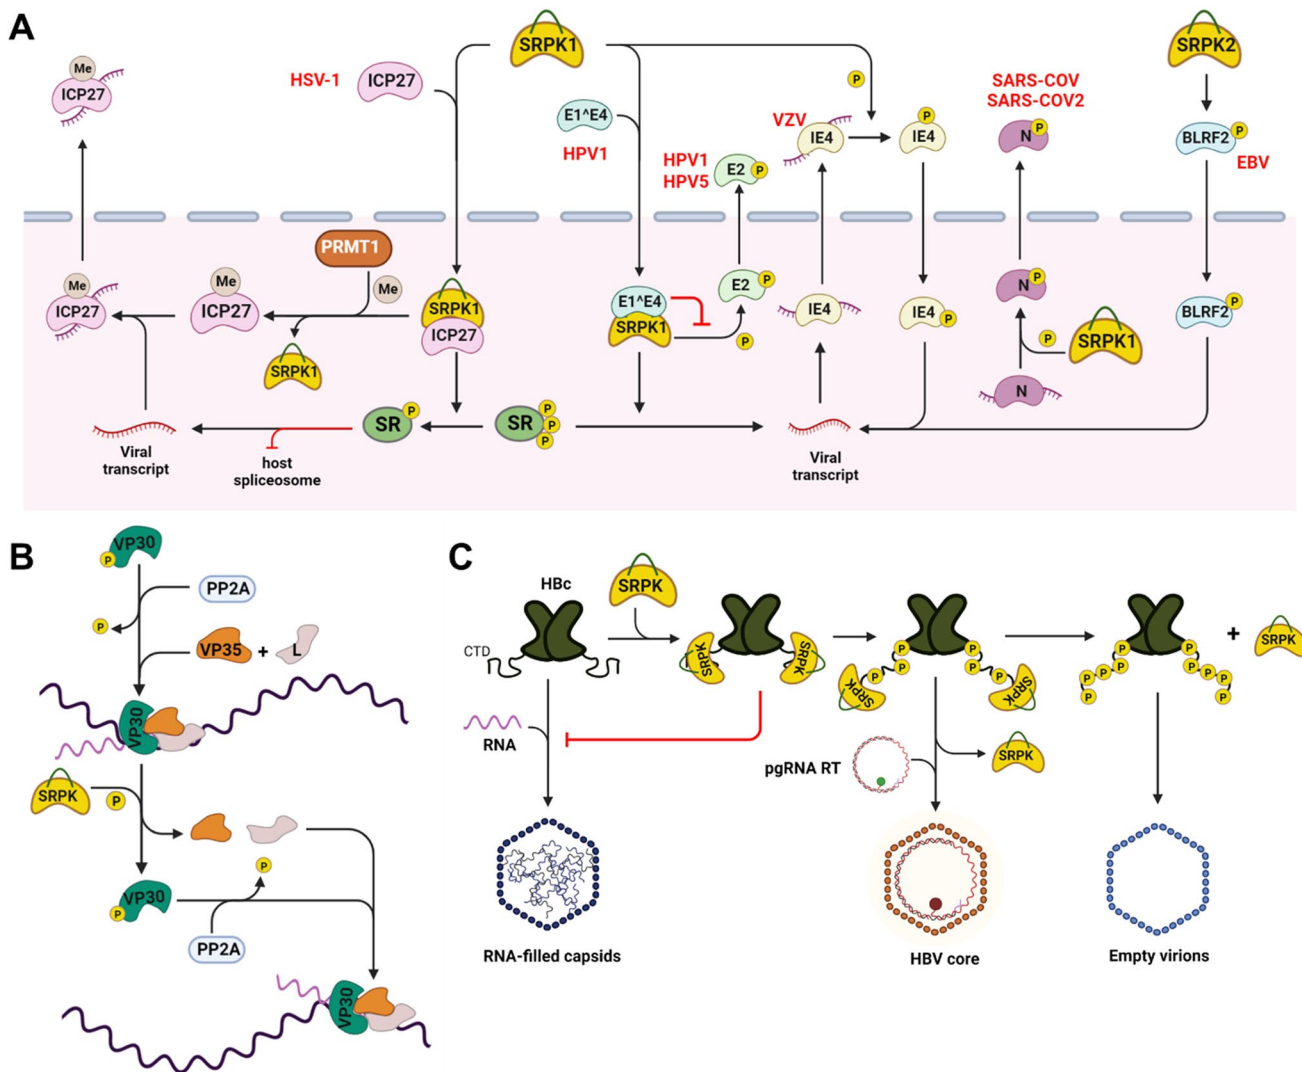 A
SRPK1
SRPK2
Me
ICP27
HSV-1
ICP27
P
SARS-COV
SARS-COV2
E1^E4
HPV1
VZV
IE4
P
IE4
N
P
BLRF2
P
EBV
HPV1
HPV5
E2
P
PRMT1
Me
ICP27
Me
ICP27
Me
SRPK1
ICP27
SRPK1
E1^E4
SRPK1
E2
P
P
IE4
IE4
P
N
P
P
SRPK1
N
BLRF2
P
SR
P
SR
P
P
P
Viral
transcript
host
spliceosome
Viral
transcript
B
VP30
P
PP2A
P
VP35
+
L
VP30
SRPK
P
P
VP30
P
PP2A
VP30
C
HBc
SRPK
CTD
SRPK
SRPK
P
P
P
P
P
P
P
P
SRPK
SRPK
P
P
P
P
P
P
P
P
P
P
P
P
+
SRPK
RNA
pgRNA RT
SRPK
RNA-filled capsids
HBV core
Empty virions